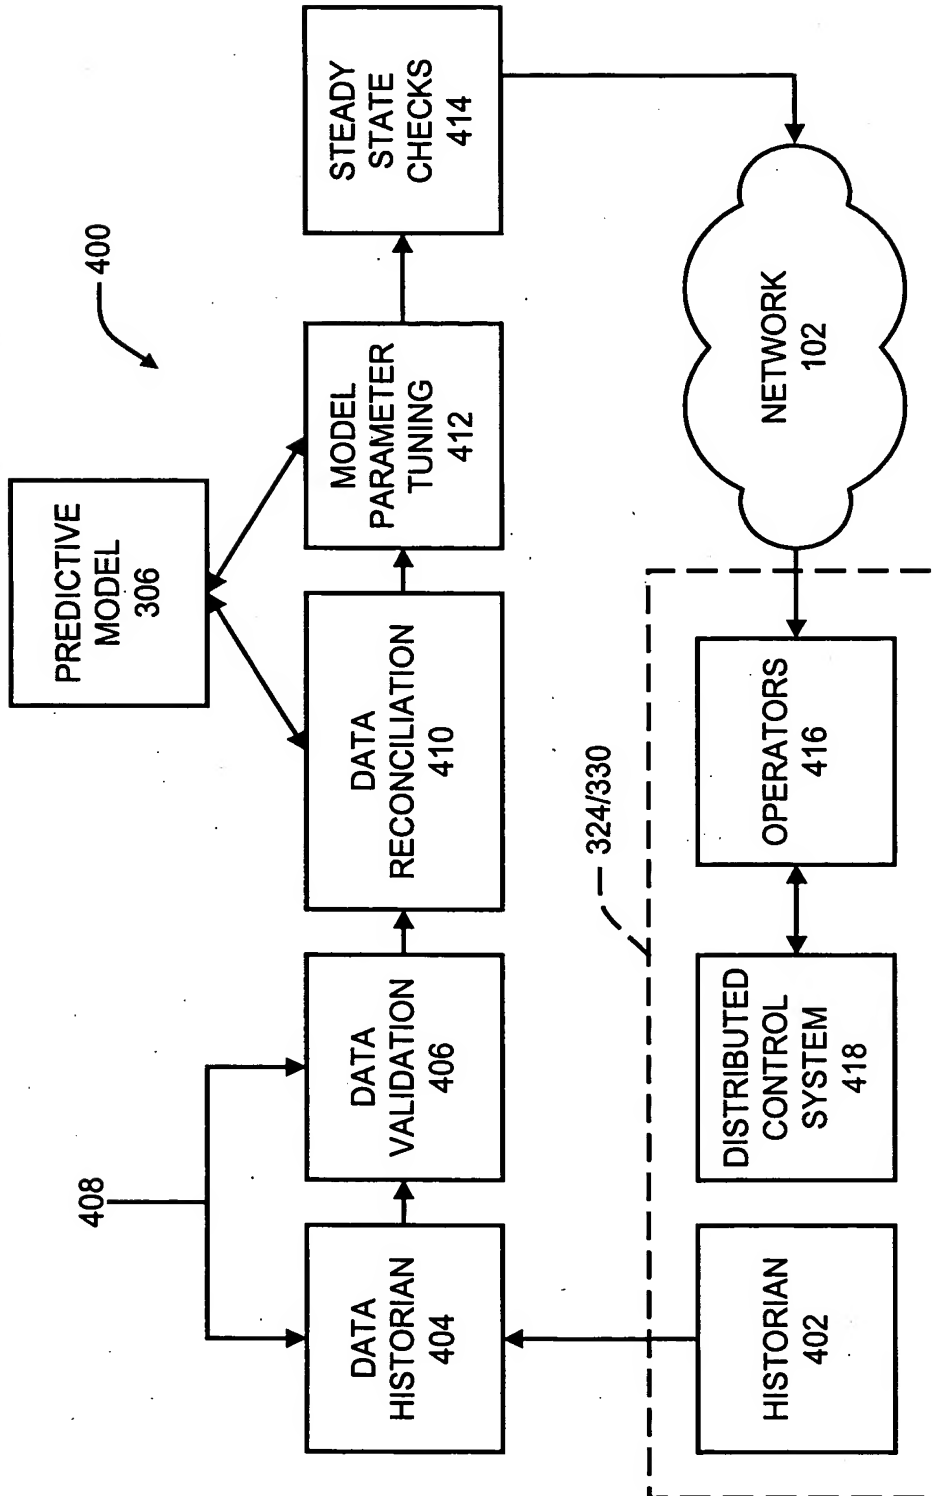 400
PREDICTIVE
MODEL
306
408
DATA
HISTORIAN
404
DATA
VALIDATION
406
DATA
RECONCILIATION
410
MODEL
PARAMETER
TUNING
412
STEADY
STATE
CHECKS
414
324/330
HISTORIAN
402
DISTRIBUTED
CONTROL
SYSTEM
418
OPERATORS
416
NETWORK
102